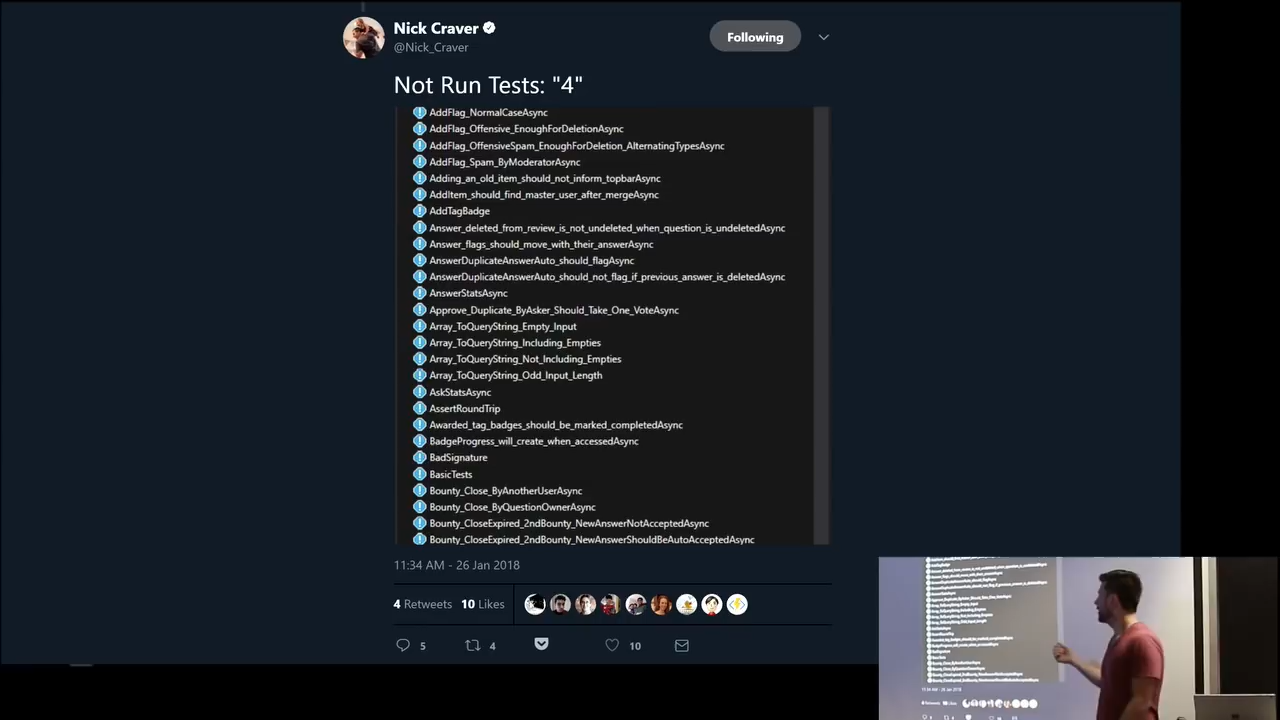 Nick Craver
@Nick_Craver
Following
Not Run Tests: "4"
AddFlag_NormalCaseAsync
AddFlag_Offensive_EnoughForDeletionAsync
AddFlag_OffensiveSpam_EnoughForDeletion_AlternatingTypesAsync
AddFlag_Spam_ByModeratorAsync
Adding_an_old_item_should_not_inform_topbarAsync
AddItem_should_find_master_user_after_mergeAsync
AddTagBadge
Answer_deleted_from_review_is_not_undeleted_when_question_is_undeletedAsync
Answer_flags_should_move_with_their_answerAsync
AnswerDuplicateAnswerAuto_should_flagAsync
AnswerDuplicateAnswerAuto_should_not_flag_if_previous_answer_is_deletedAsync
AnswerStatsAsync
Approve_Duplicate_ByAsker_Should_Take_One_VoteAsync
Array_ToQueryString_Empty_Input
Array_ToQueryString_Including_Empties
Array_ToQueryString_Not_Including_Empties
Array_ToQueryString_Odd_Input_Length
AskStatsAsync
AssertRoundTrip
Awarded_tag_badges_should_be_marked_completedAsync
BadgeProgress_will_create_when_accessedAsync
BadSignature
BasicTests
Bounty_Close_ByAnotherUserAsync
Bounty_Close_ByQuestionOwnerAsync
Bounty_CloseExpired_2ndBounty_NewAnswerNotAcceptedAsync
Bounty_CloseExpired_2ndBounty_NewAnswerShouldBeAutoAcceptedAsync
11:34 AM - 26 Jan 2018
4 Retweets 10 Likes
5 4 10